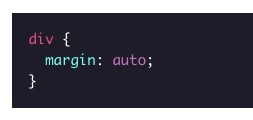 div {
  margin: auto;
}